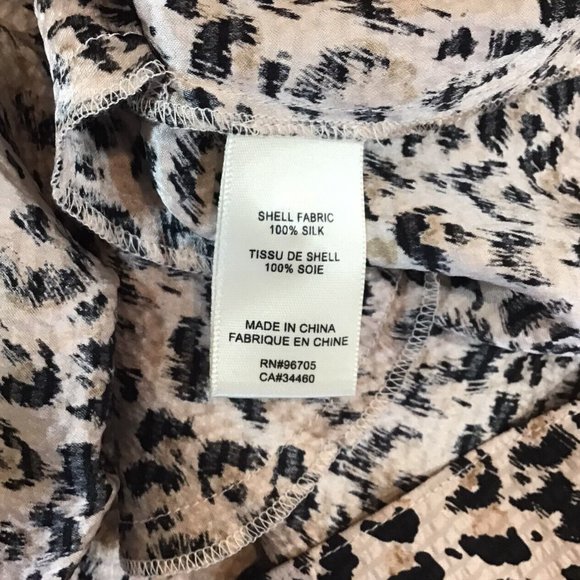 SHELL FABRIC
100% SILK
TISSU DE SHELL
100% SOIE
MADE IN CHINA
FABRIQUE EN CHINE
RN#96705
CA#34460